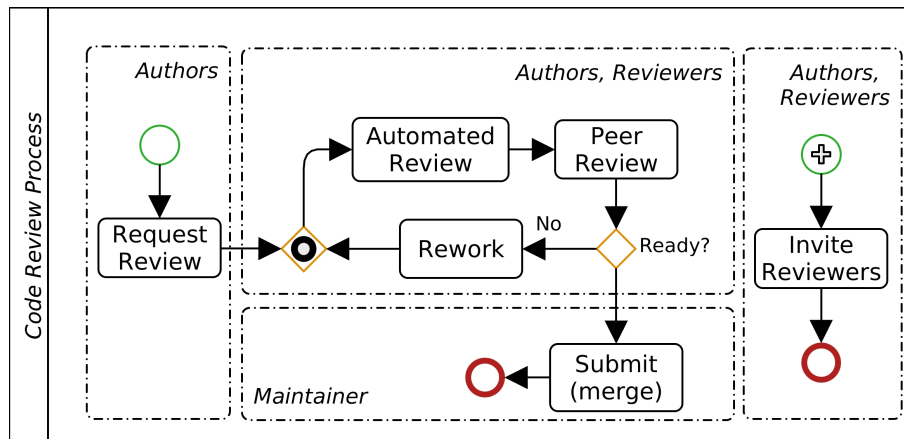 Code Review Process
Authors
Request
Review
Authors, Reviewers
Automated
Review
Peer
Review
Ready?
No
Rework
Maintainer
Submit
(merge)
Authors,
Reviewers
Invite
Reviewers